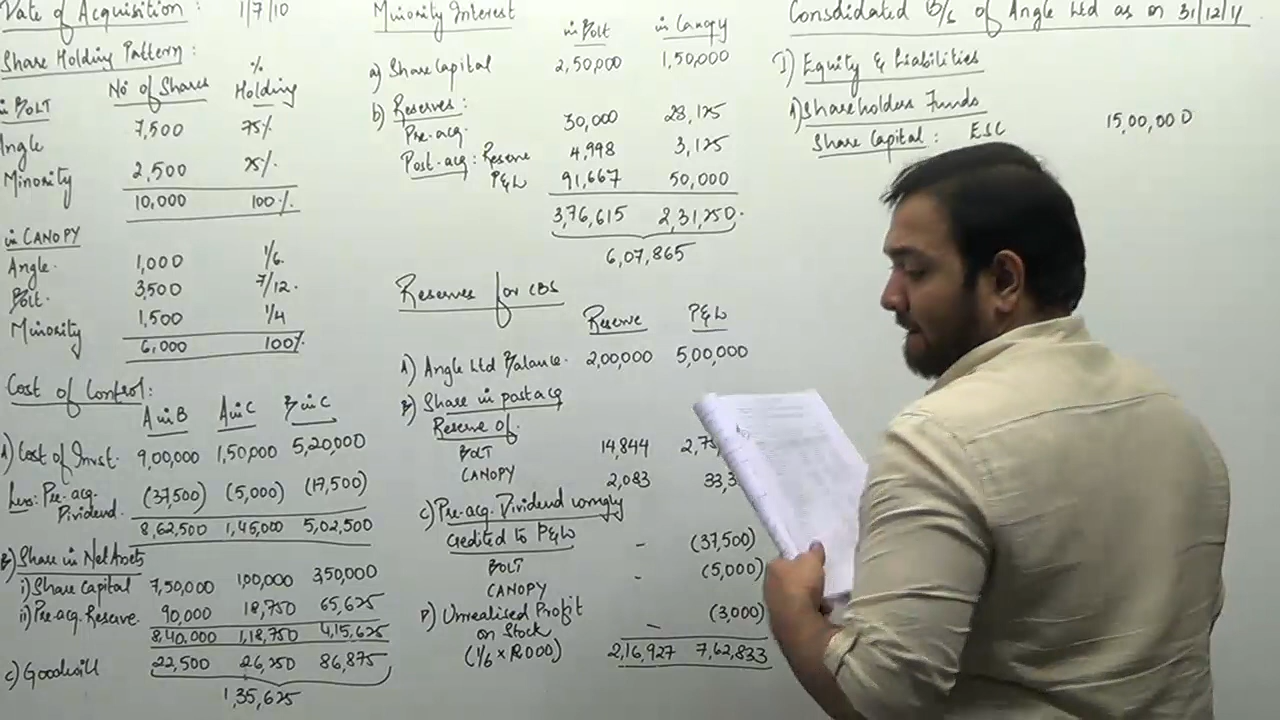 Date of Acquisition : 1/7/10
Share Holding Pattern :
No of Shares % Holding
in BOLT
Angle 7,500 75%
Minority 2,500 25%
10,000 100%
in CANOPY
Angle. 1,000 1/6.
Bolt. 3,500 7/12.
Minority 1,500 1/4
6,000 100%
Cost of Control :
A in B A in C B in C
A) Cost of Invst. 9,00,000 1,50,000 5,20,000
Less: Pre-acq. Dividend. (37,500) (5,000) (17,500)
8,62,500 1,45,000 5,02,500
B) Share in Net Assets
i) Share Capital 7,50,000 1,00,000 3,50,000
ii) Pre-acq. Reserve. 90,000 18,750 65,625
8,40,000 1,18,750 4,15,625
C) Goodwill 22,500 26,250 86,875
1,35,625
Minority Interest
in Bolt in Canopy
a) Share Capital 2,50,000 1,50,000
b) Reserves :
Pre-acq. 30,000 28,125
Post-acq : Reserve 4,998 3,125
P&L 91,667 50,000
3,76,615 2,31,250.
6,07,865
Reserves for CBS
Reserve P&L
A) Angle Ltd Balance. 2,00,000 5,00,000
B) Share in post acq
Reserve of.
BOLT 14,844
CANOPY 2,083
C) Pre-acq. Dividend wrongly
Credited to P&L
BOLT - (37,500)
CANOPY - (5,000)
D) Unrealised Profit
on Stock - (3,000)
(1/6 x 18000) 2,16,927 7,62,833
Consolidated B/s of Angle Ltd as on 31/12/11
I) Equity & Liabilities
1) Shareholders Funds
Share Capital : ESC 15,00,000